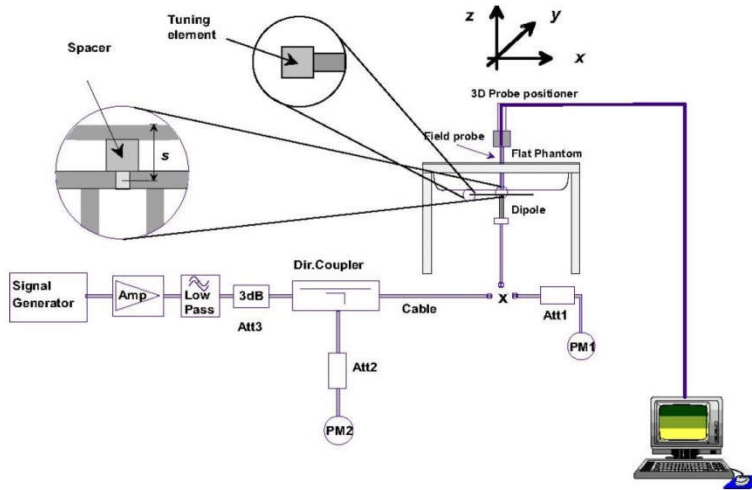 Tuning
element
Spacer
s
z
y
x
3D Probe positioner
Field probe
Flat Phantom
Dipole
Signal
Generator
Amp
Low
Pass
3dB
Att3
Dir.Coupler
Cable
x
Att1
PM1
Att2
PM2